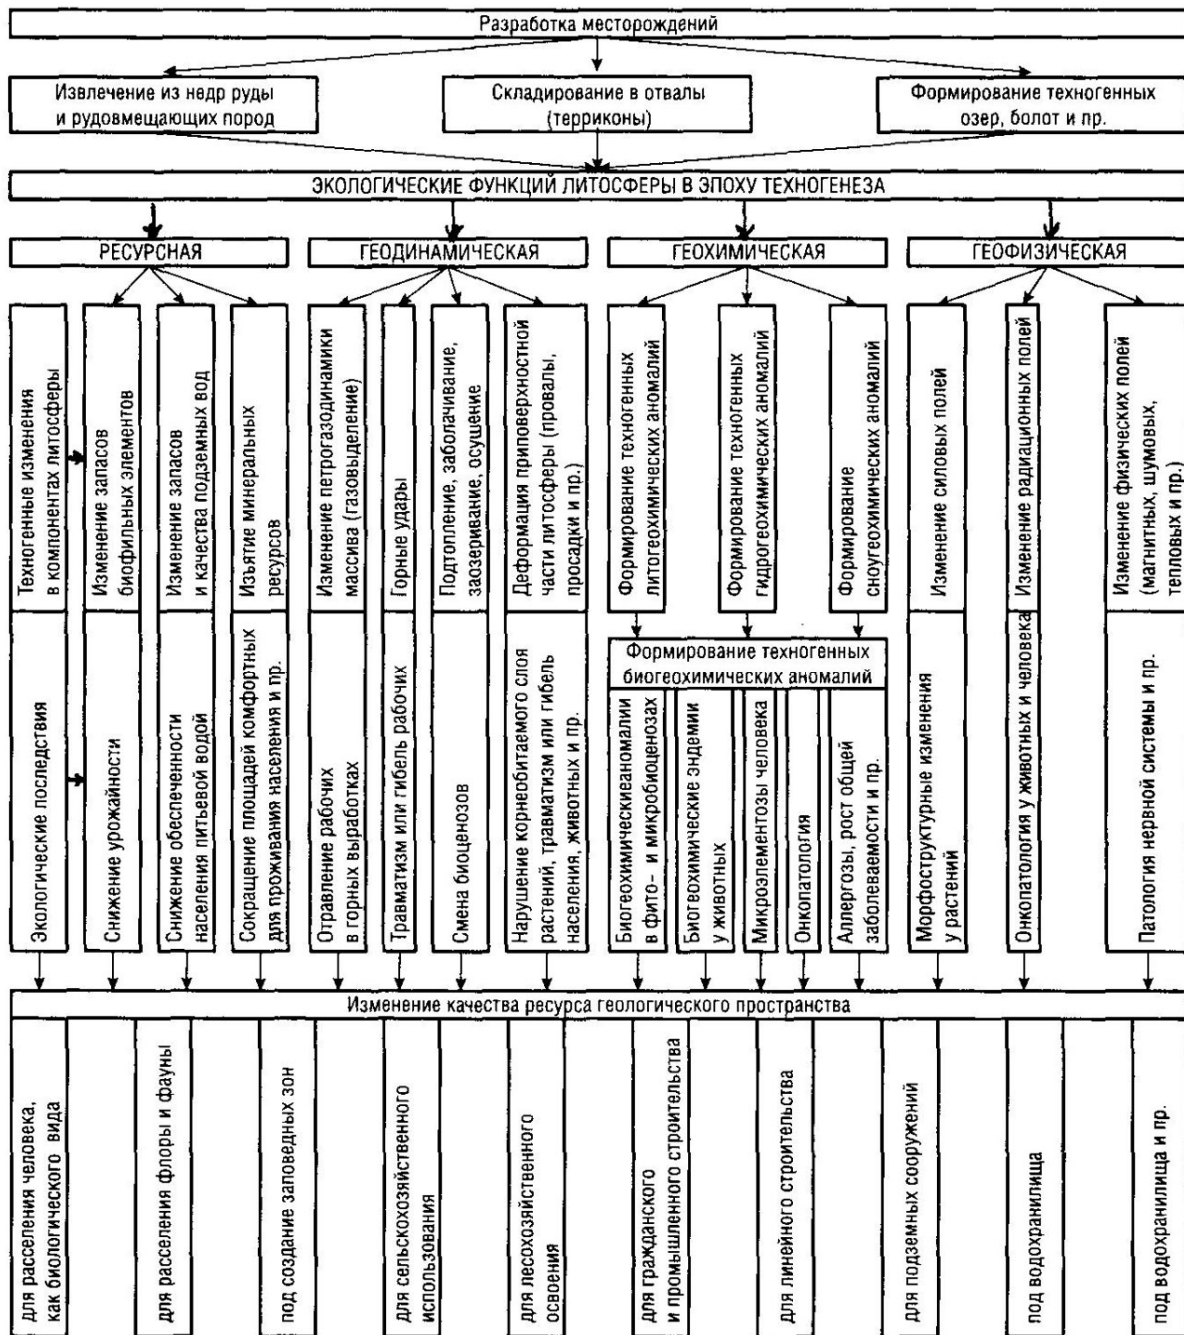 Разработка месторождений
Извлечение из недр руды
и рудовмещающих пород
Складирование в отвалы
(терриконы)
Формирование техногенных
озер, болот и пр.
ЭКОЛОГИЧЕСКИЕ ФУНКЦИЙ ЛИТОСФЕРЫ В ЭПОХУ ТЕХНОГЕНЕЗА
РЕСУРСНАЯ
ГЕОДИНАМИЧЕСКАЯ
ГЕОХИМИЧЕСКАЯ
ГЕОФИЗИЧЕСКАЯ
Техногенные изменения
в компонентах литосферы
Изменение запасов
биофильных элементов
Изменение запасов
и качества подземных вод
Изьятие минеральных
ресурсов
Изменение петрогазодинамики
массива (газовыделение)
Горные удары
Подтопление, заболачивание,
заозеривание, осушение
Деформация приповерхностной
части литосферы (провалы,
просадки и пр.)
Формирование техногенных
литогеохимических аномалий
Формирование техногенных
гидрогеохимических аномалий
Формирование
сноугеохимических аномалий
Изменение силовых полей
Изменение радиационных полей
Изменение физических полей
(магнитных, шумовых,
тепловых и пр.)
Формирование техногенных
биогеохимических аномалий
Экологические последствия
Снижение урожайности
Снижение обеспеченности
населения питьевой водой
Сокращение площадей комфортных
для проживания населения и пр.
Отравление рабочих
в горных выработках
Травматизм или гибель рабочих
Смена биоценозов
Нарушение корнеобитаемого слоя
растений, травматизм или гибель
населения, животных и пр.
Биогеохимическиеаномалии
в фито- и микробиоценозах
Биогеохимические эндемии
у животных
Микроэлементозы человека
Онкопатология
Аллергозы, рост общей
заболеваемости и пр.
Морфоструктурные изменения
у растений
Онкопатология у животных и человека
Патология нервной системы и пр.
Изменение качества ресурса геологического пространства
для расселения человека,
как биологического вида
для расселения флоры и фауны
под создание заповедных зон
для сельскохозяйственного
использования
для лесохозяйственного
освоения
для гражданского
и промышленного строительства
для линейного строительства
для подземных сооружений
под водохранилища
под водохранилища и пр.